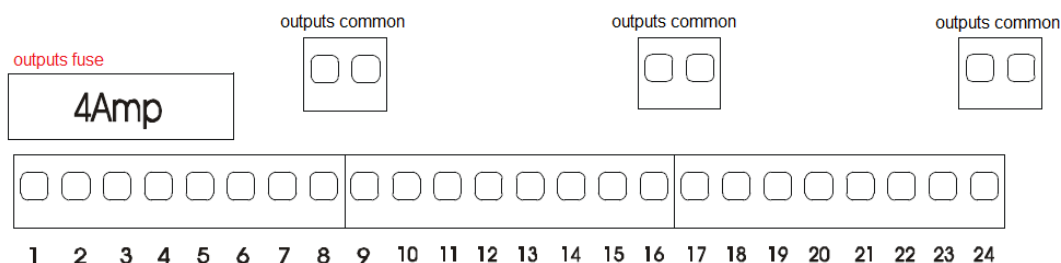 outputs common outputs common outputs common
outputs fuse
4Amp
1 2 3 4 5 6 7 8 9 10 11 12 13 14 15 16 17 18 19 20 21 22 23 24